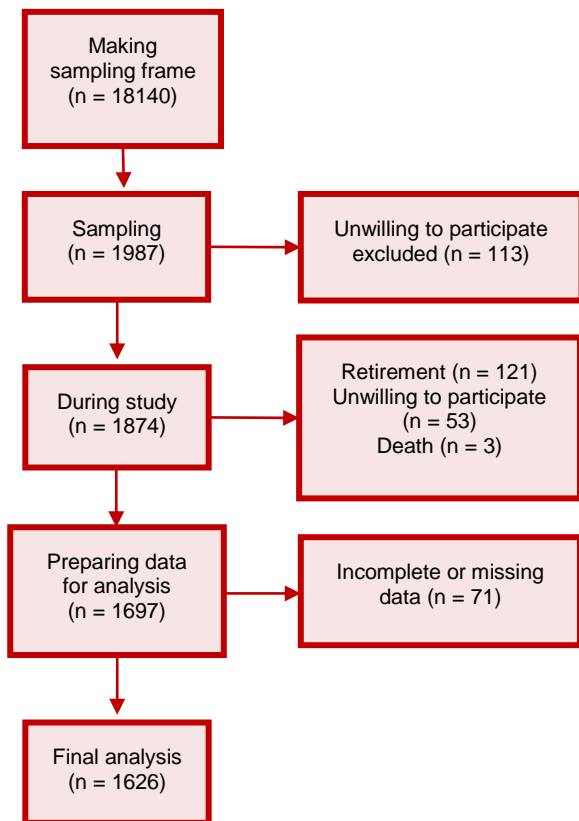 Making
sampling frame
(n = 18140)
Sampling
(n = 1987)
Unwilling to participate
excluded (n = 113)
During study
(n = 1874)
Retirement (n = 121)
Unwilling to participate
(n = 53)
Death (n = 3)
Preparing data
for analysis
(n = 1697)
Incomplete or missing
data (n = 71)
Final analysis
(n = 1626)